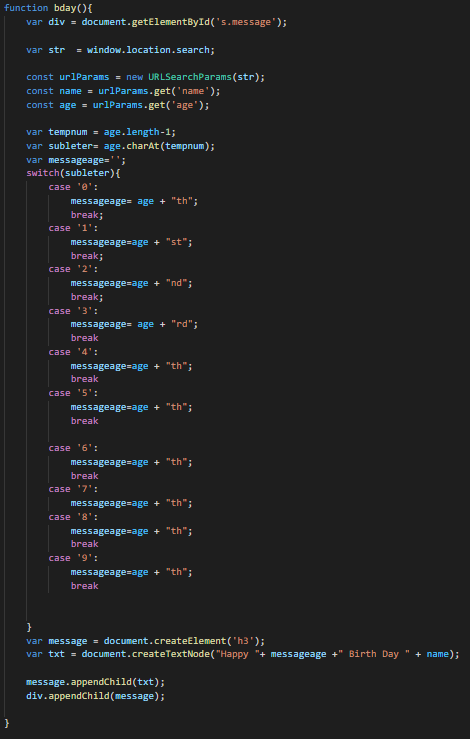 function bday(){
    var div = document.getElementById('s.message');
    var str  = window.location.search;
    const urlParams = new URLSearchParams(str);
    const name = urlParams.get('name');
    const age = urlParams.get('age');
    var tempnum = age.length-1;
    var subleter= age.charAt(tempnum);
    var messageage='';
    switch(subleter){
        case '0':
            messageage= age + "th";
            break;
        case '1':
            messageage=age + "st";
            break;
        case '2':
            messageage=age + "nd";
            break;
        case '3':
            messageage= age + "rd";
            break
        case '4':
            messageage=age + "th";
            break
        case '5':
            messageage=age + "th";
            break
        case '6':
            messageage=age + "th";
            break
        case '7':
            messageage=age + "th";
        case '8':
            messageage=age + "th";
            break
        case '9':
            messageage=age + "th";
            break
    }
    var message = document.createElement('h3');
    var txt = document.createTextNode("Happy "+ messageage +" Birth Day " + name);
    message.appendChild(txt);
    div.appendChild(message);
}